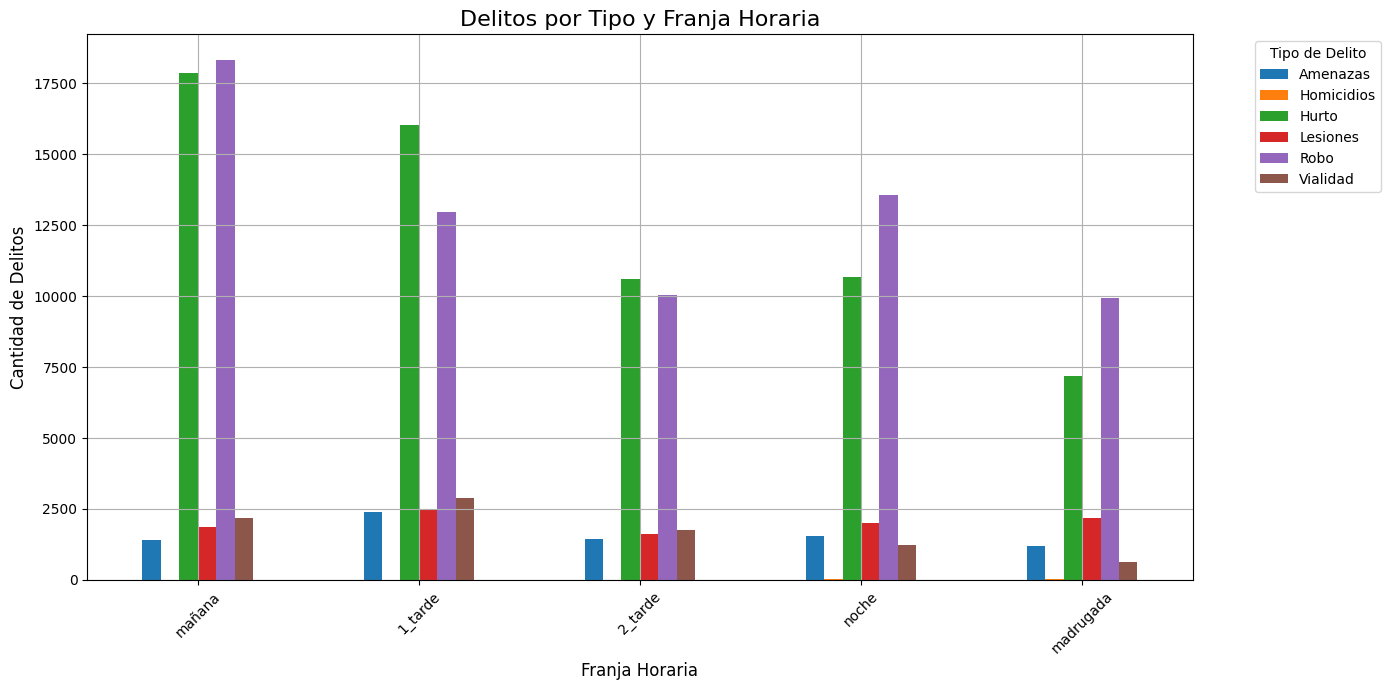 Delitos por Tipo y Franja Horaria
Cantidad de Delitos
17500
15000
12500
10000
7500
5000
2500
0
mañana
1_tarde
2_tarde
noche
madrugada
Franja Horaria
Tipo de Delito
Amenazas
Homicidios
Hurto
Lesiones
Robo
Vialidad